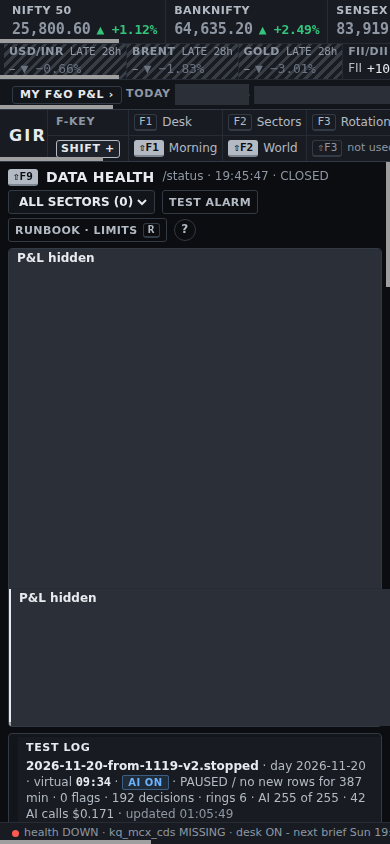 NIFTY 50 BANKNIFTY SENSEX
25,800.60 ▲ +1.12% 64,635.20 ▲ +2.49% 83,919
USD/INR LATE 28h BRENT LATE 28h GOLD LATE 28h FII/DII
— ▼ −0.66% — ▼ −1.83% — ▼ −3.01% FII +10
MY F&O P&L › TODAY
GIR F-KEY F1 Desk F2 Sectors F3 Rotation
SHIFT + ⇧F1 Morning ⇧F2 World ⇧F3 not used
⇧F9 DATA HEALTH /status · 19:45:47 · CLOSED
ALL SECTORS (0) TEST ALARM
RUNBOOK · LIMITS R ?
P&L hidden
P&L hidden
TEST LOG
2026-11-20-from-1119-v2.stopped · day 2026-11-20
· virtual 09:34 · AI ON · PAUSED / no new rows for 387
min · 0 flags · 192 decisions · rings 6 · AI 255 of 255 · 42
AI calls $0.171 · updated 01:05:49
health DOWN · kq_mcx_cds MISSING · desk ON - next brief Sun 19: